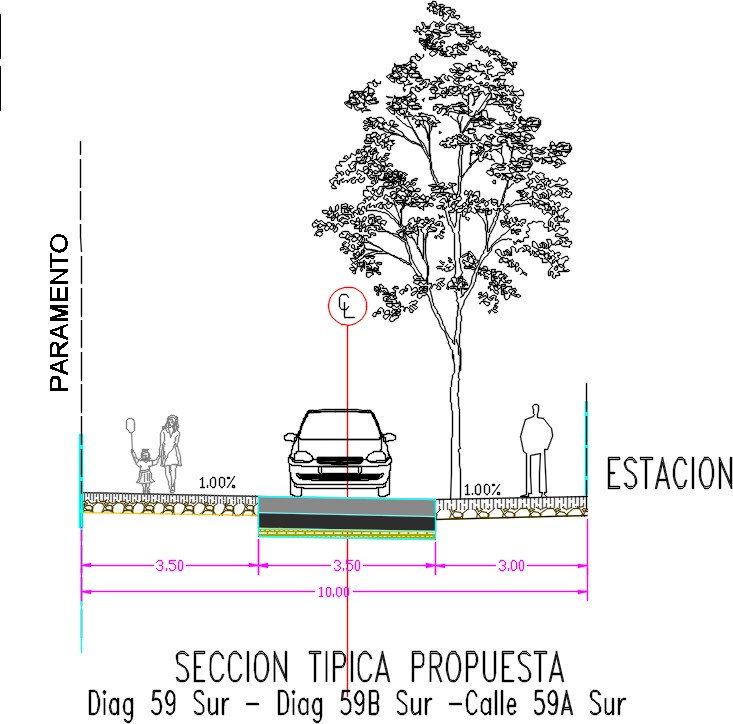 PARAMENTO
CL
1.00%
1.00%
ESTACION
3.50
3.50
3.00
10.00
SECCION TIPICA PROPUESTA
Diag 59 Sur - Diag 59B Sur -Calle 59A Sur